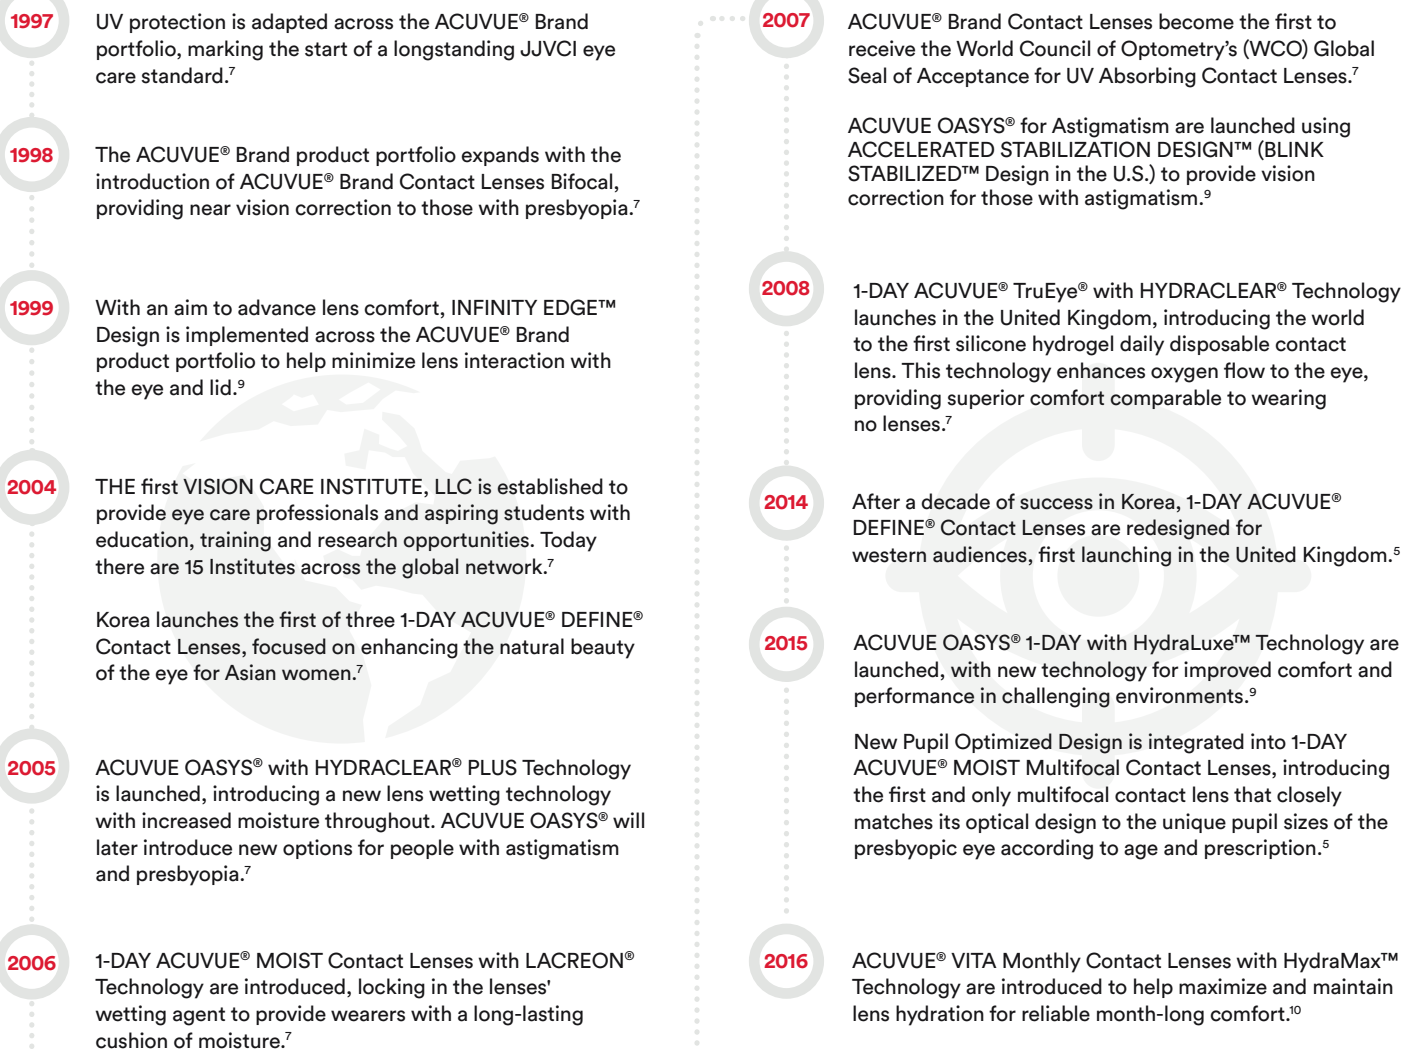 1997
UV protection is adapted across the ACUVUE® Brand
portfolio, marking the start of a longstanding JJVCI eye
care standard.⁷
1998
The ACUVUE® Brand product portfolio expands with the
introduction of ACUVUE® Brand Contact Lenses Bifocal,
providing near vision correction to those with presbyopia.⁷
1999
With an aim to advance lens comfort, INFINITY EDGE™
Design is implemented across the ACUVUE® Brand
product portfolio to help minimize lens interaction with
the eye and lid.⁹
2004
THE first VISION CARE INSTITUTE, LLC is established to
provide eye care professionals and aspiring students with
education, training and research opportunities. Today
there are 15 Institutes across the global network.⁷
Korea launches the first of three 1-DAY ACUVUE® DEFINE®
Contact Lenses, focused on enhancing the natural beauty
of the eye for Asian women.⁷
2005
ACUVUE OASYS® with HYDRACLEAR® PLUS Technology
is launched, introducing a new lens wetting technology
with increased moisture throughout. ACUVUE OASYS® will
later introduce new options for people with astigmatism
and presbyopia.⁷
2006
1-DAY ACUVUE® MOIST Contact Lenses with LACREON®
Technology are introduced, locking in the lenses'
wetting agent to provide wearers with a long-lasting
cushion of moisture.⁷
2007
ACUVUE® Brand Contact Lenses become the first to
receive the World Council of Optometry's (WCO) Global
Seal of Acceptance for UV Absorbing Contact Lenses.⁷
ACUVUE OASYS® for Astigmatism are launched using
ACCELERATED STABILIZATION DESIGN™ (BLINK
STABILIZED™ Design in the U.S.) to provide vision
correction for those with astigmatism.⁹
2008
1-DAY ACUVUE® TruEye® with HYDRACLEAR® Technology
launches in the United Kingdom, introducing the world
to the first silicone hydrogel daily disposable contact
lens. This technology enhances oxygen flow to the eye,
providing superior comfort comparable to wearing
no lenses.⁷
2014
After a decade of success in Korea, 1-DAY ACUVUE®
DEFINE® Contact Lenses are redesigned for
western audiences, first launching in the United Kingdom.⁵
2015
ACUVUE OASYS® 1-DAY with HydraLuxe™ Technology are
launched, with new technology for improved comfort and
performance in challenging environments.⁹
New Pupil Optimized Design is integrated into 1-DAY
ACUVUE® MOIST Multifocal Contact Lenses, introducing
the first and only multifocal contact lens that closely
matches its optical design to the unique pupil sizes of the
presbyopic eye according to age and prescription.⁵
2016
ACUVUE® VITA Monthly Contact Lenses with HydraMax™
Technology are introduced to help maximize and maintain
lens hydration for reliable month-long comfort.¹⁰